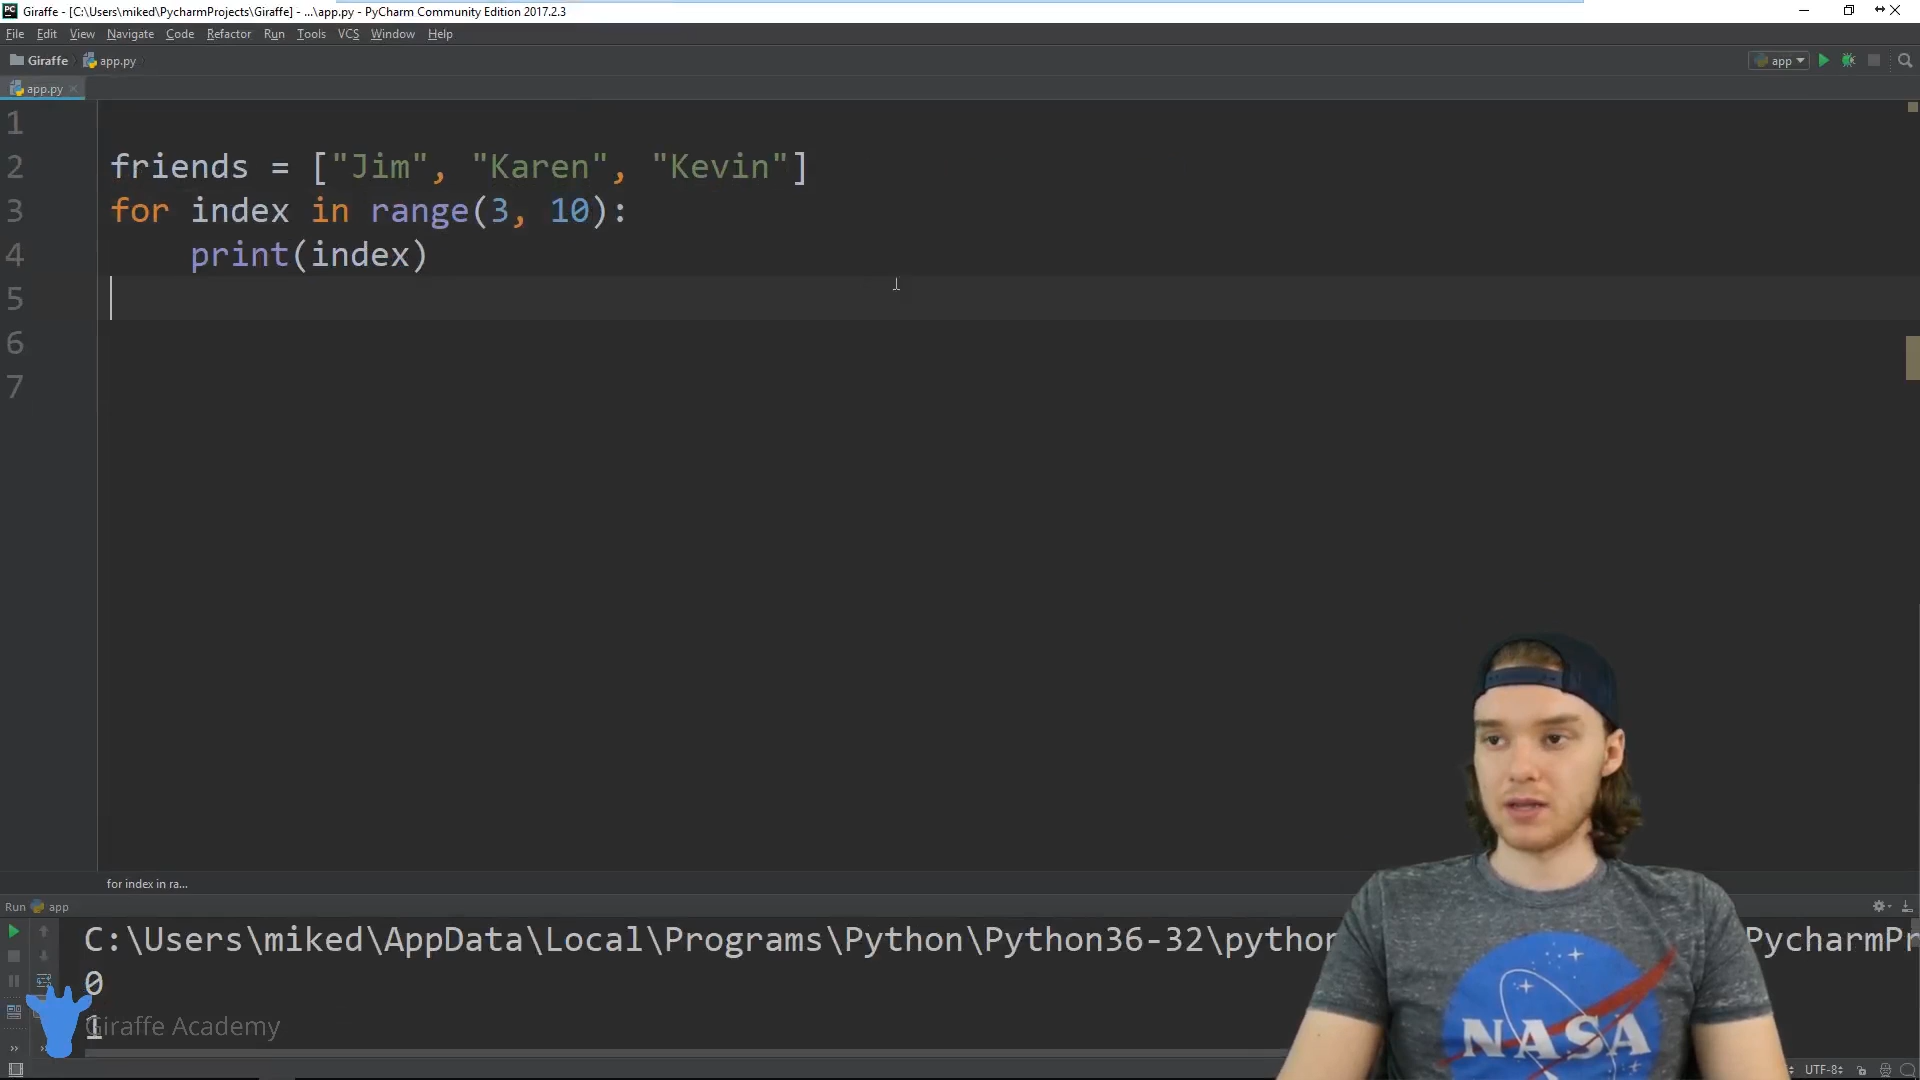 Giraffe - [C:\Users\miked\PycharmProjects\Giraffe] - ...\app.py - PyCharm Community Edition 2017.2.3
File Edit View Navigate Code Refactor Run Tools VCS Window Help
Giraffe app.py app
app.py
1
2 friends = ["Jim", "Karen", "Kevin"]
3 for index in range(3, 10):
4 print(index)
5
6
7
for index in ra...
Run app
C:\Users\miked\AppData\Local\Programs\Python\Python36-32\python PycharmPr
0
1
Giraffe Academy
NASA
UTF-8